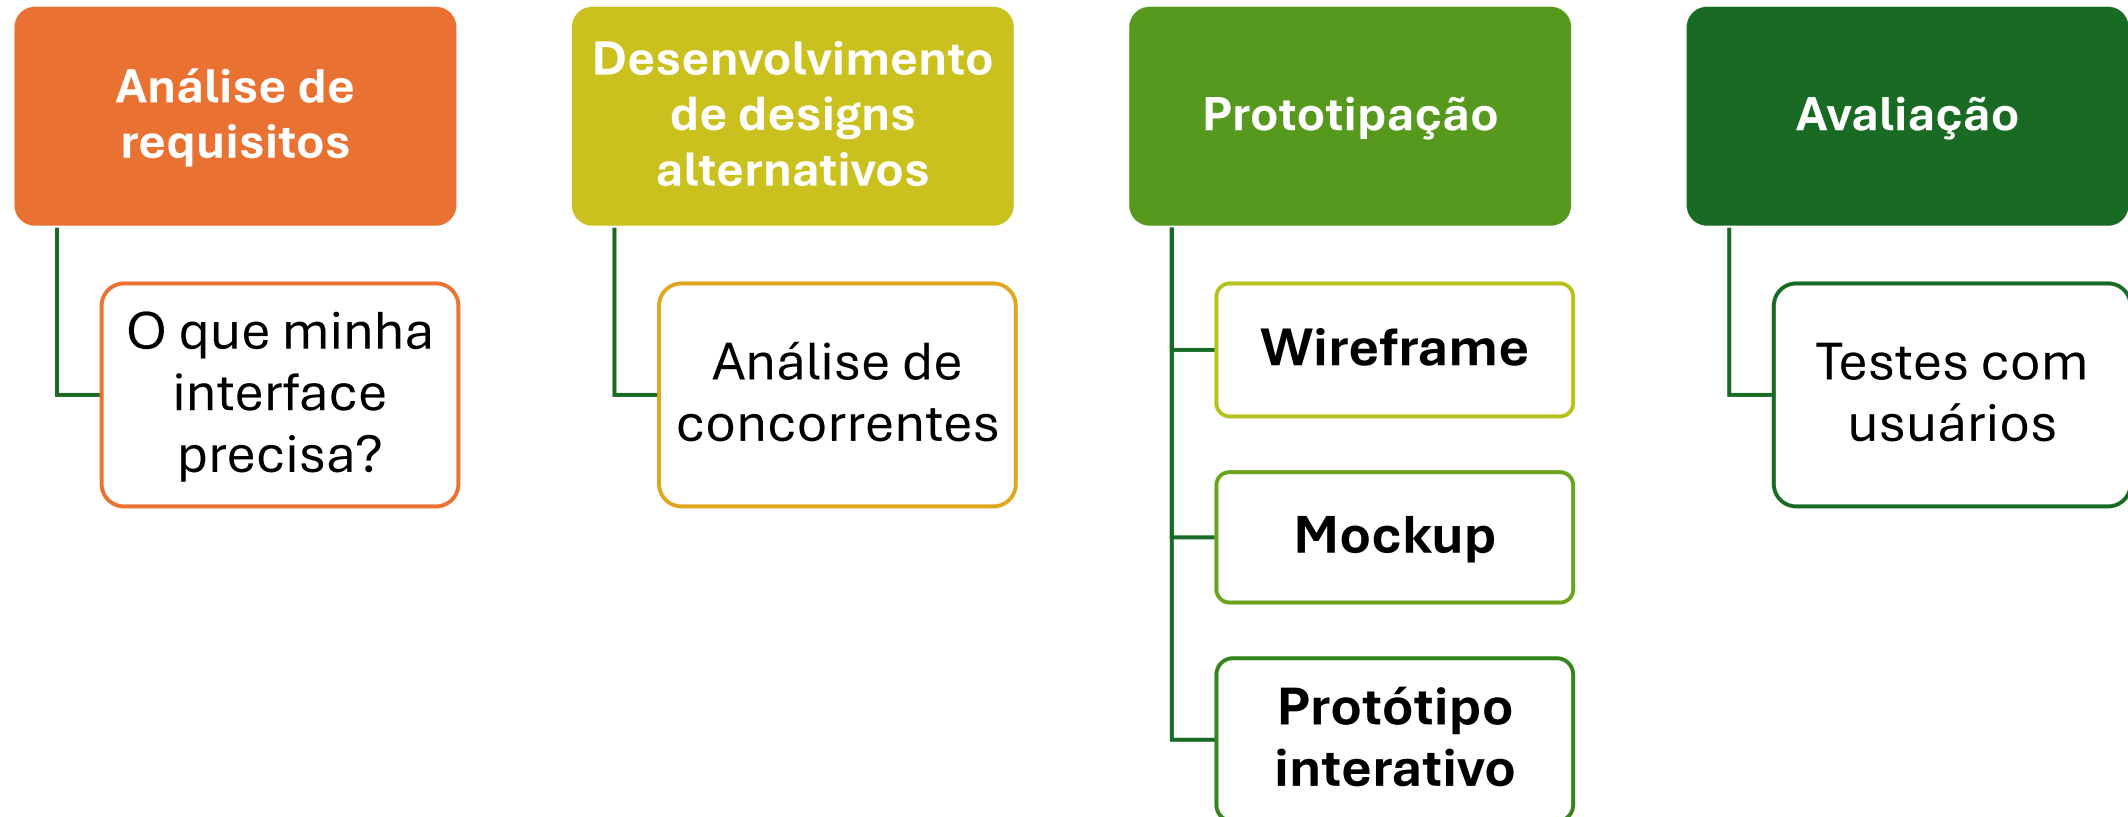 Análise de
requisitos
O que minha
interface
precisa?
Desenvolvimento
de designs
alternativos
Análise de
concorrentes
Prototipação
Wireframe
Mockup
Protótipo
interativo
Avaliação
Testes com
usuários